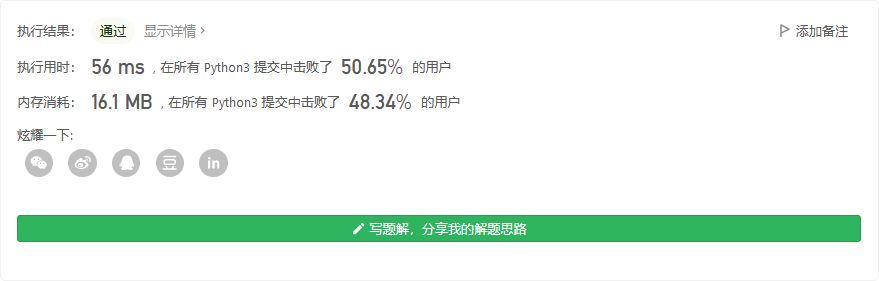 执行结果： 通过 显示详情 › 添加备注
执行用时： 56 ms , 在所有 Python3 提交中击败了 50.65% 的用户
内存消耗： 16.1 MB , 在所有 Python3 提交中击败了 48.34% 的用户
炫耀一下:
豆 in
写题解，分享我的解题思路